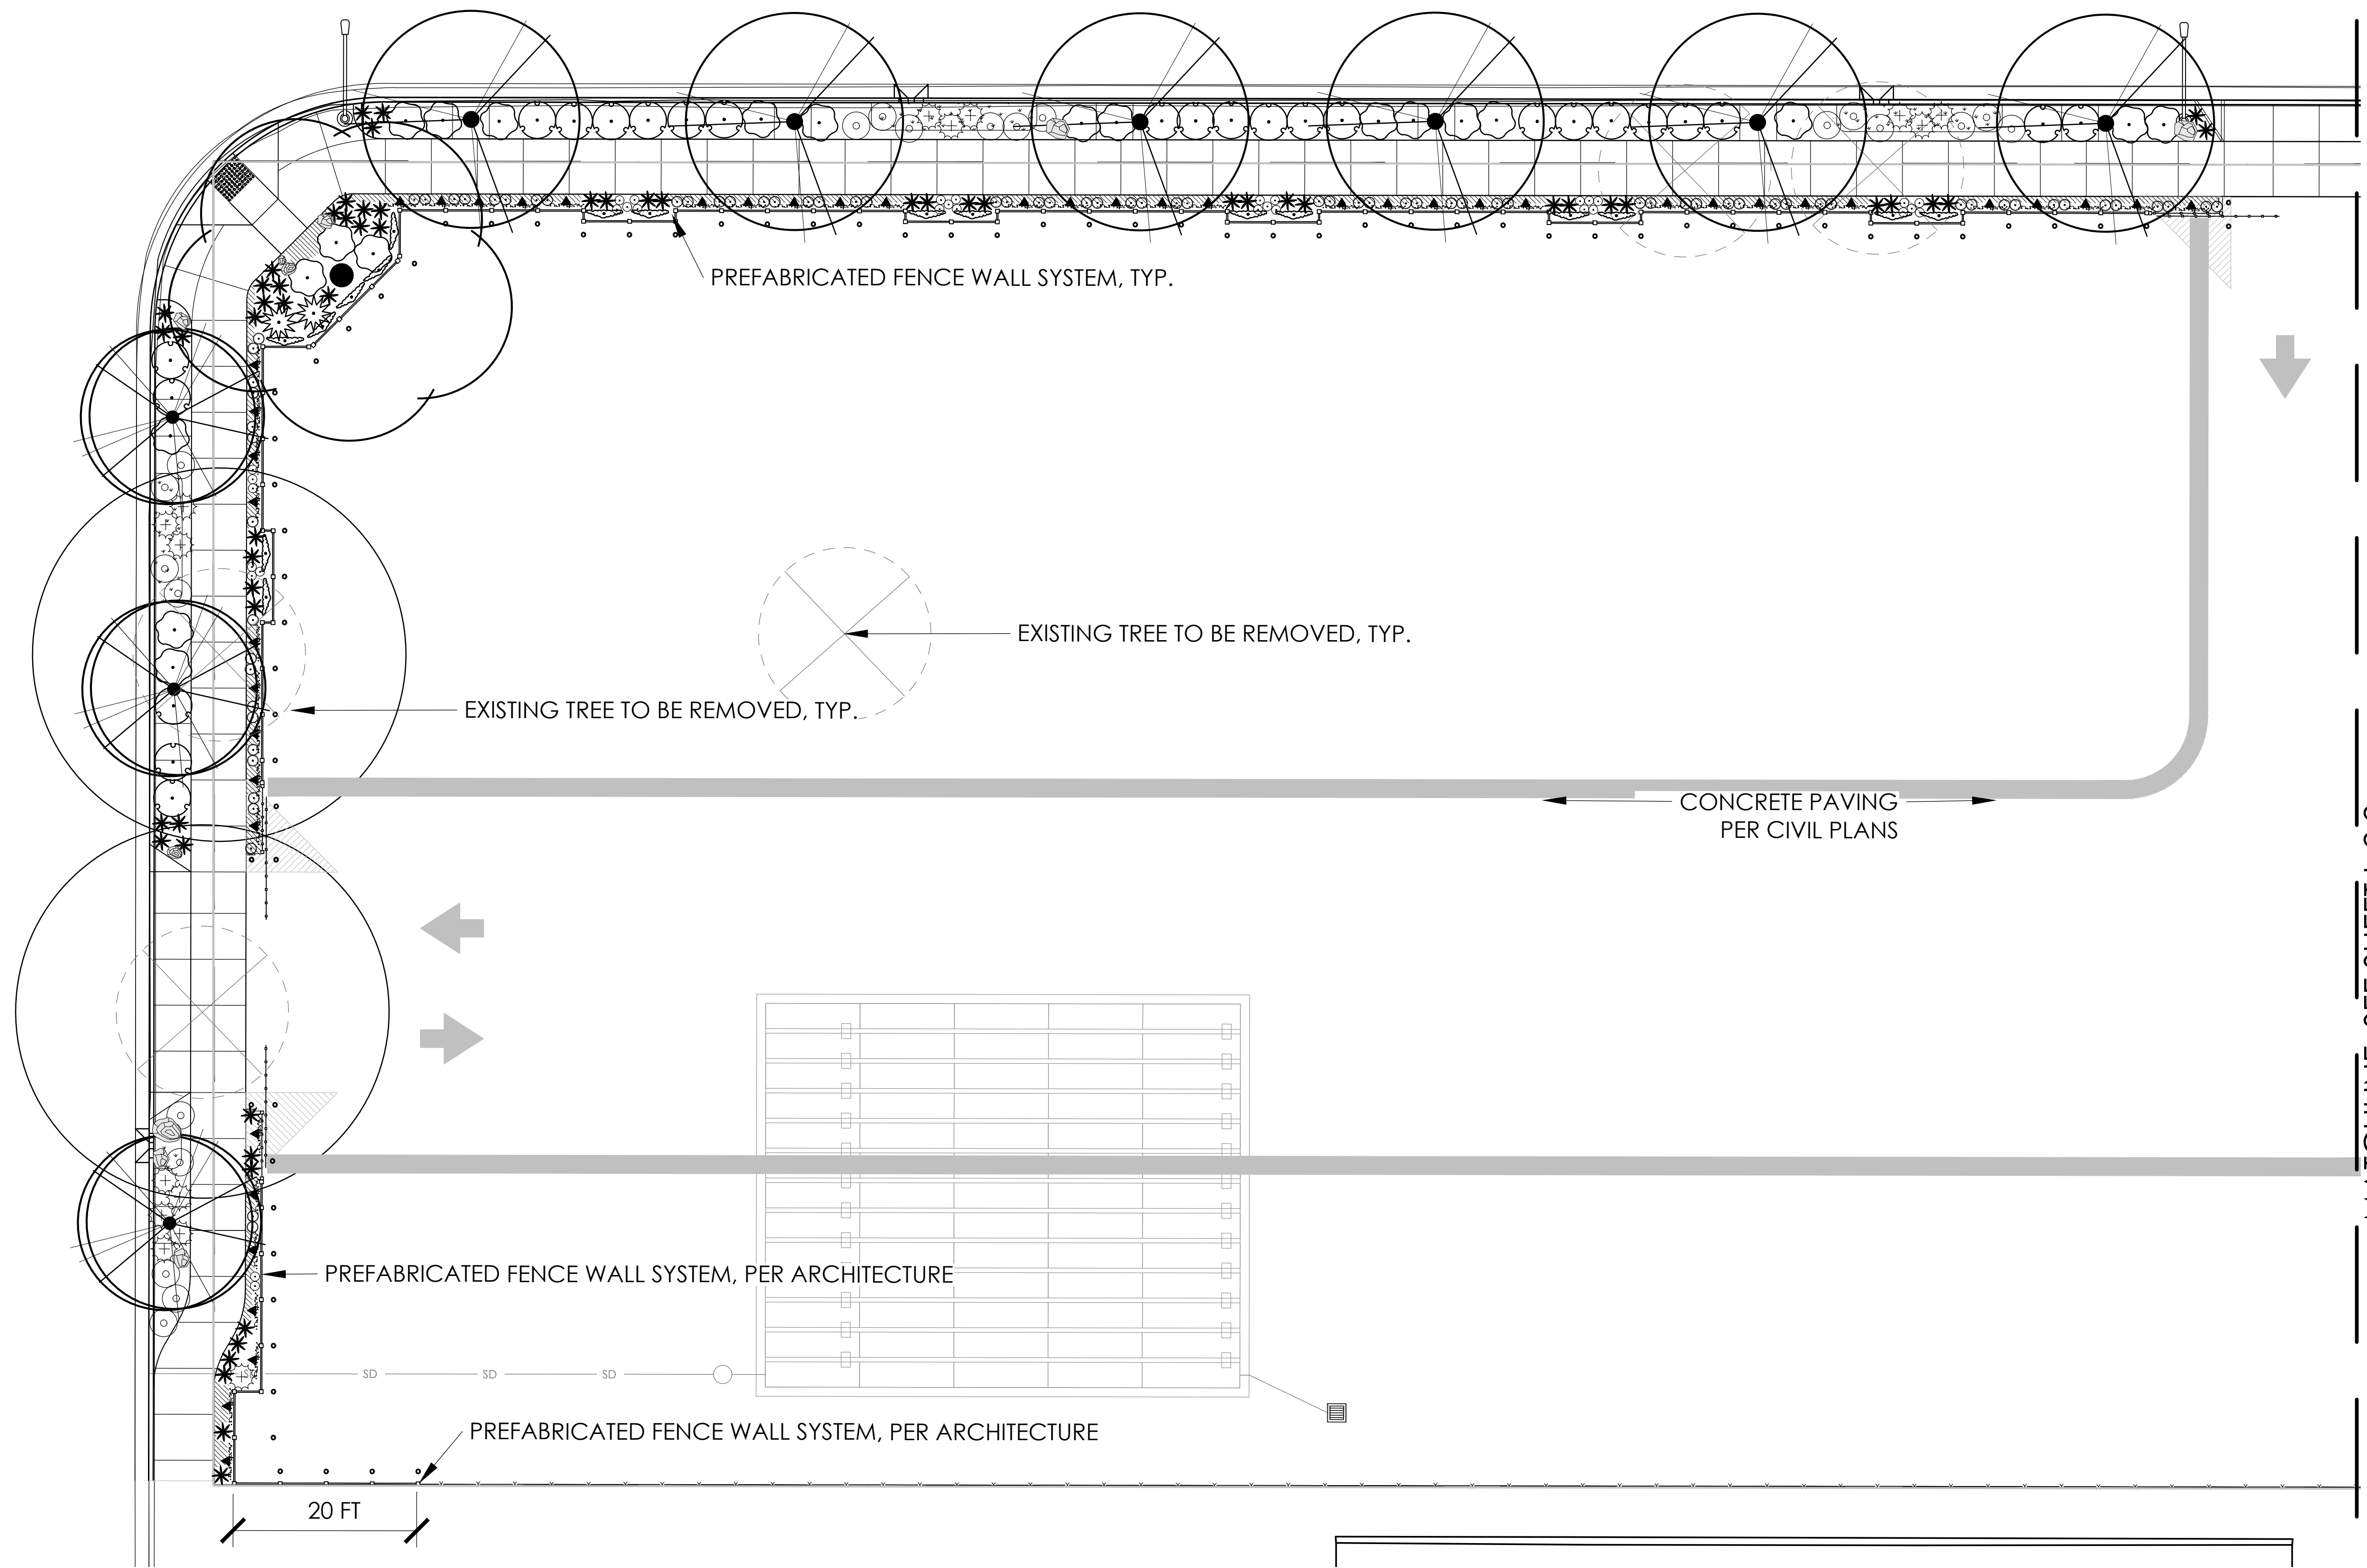 PREFABRICATED FENCE WALL SYSTEM, TYP.
EXISTING TREE TO BE REMOVED, TYP.
EXISTING TREE TO BE REMOVED, TYP.
CONCRETE PAVING
PER CIVIL PLANS
PREFABRICATED FENCE WALL SYSTEM, PER ARCHITECTURE
SD SD SD
PREFABRICATED FENCE WALL SYSTEM, PER ARCHITECTURE
20 FT